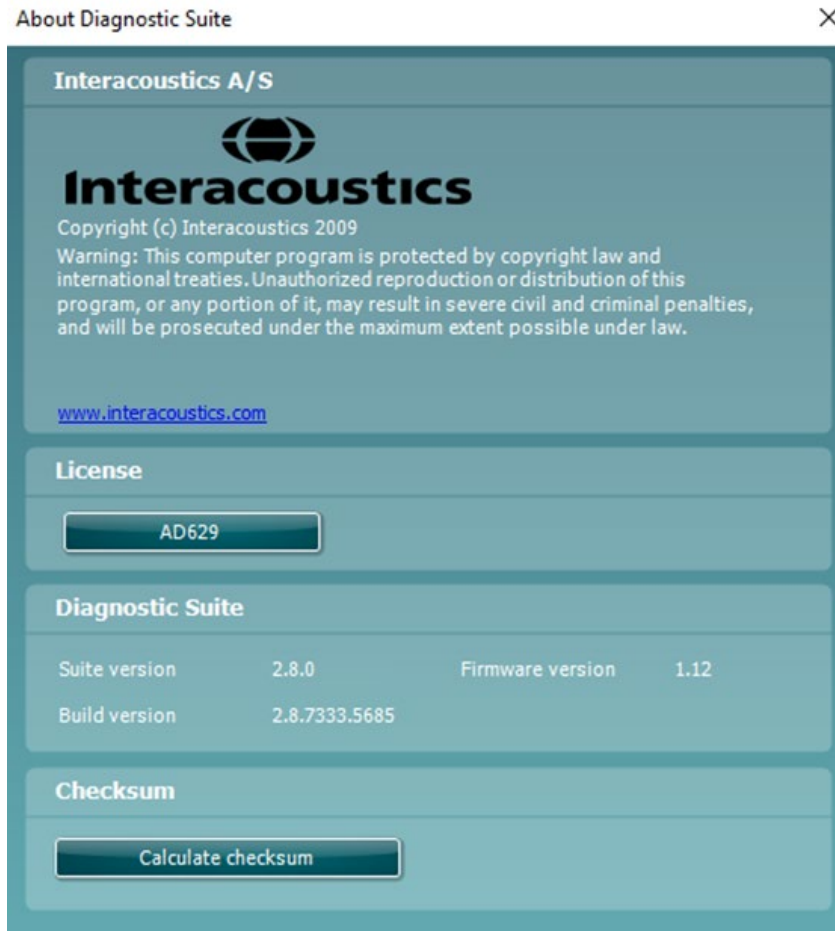 About Diagnostic Suite
Interacoustics A/S
Interacoustics
Copyright (c) Interacoustics 2009
Warning: This computer program is protected by copyright law and
international treaties. Unauthorized reproduction or distribution of this
program, or any portion of it, may result in severe civil and criminal penalties,
and will be prosecuted under the maximum extent possible under law.
www.interacoustics.com
License
AD629
Diagnostic Suite
Suite version 2.8.0 Firmware version 1.12
Build version 2.8.7333.5685
Checksum
Calculate checksum